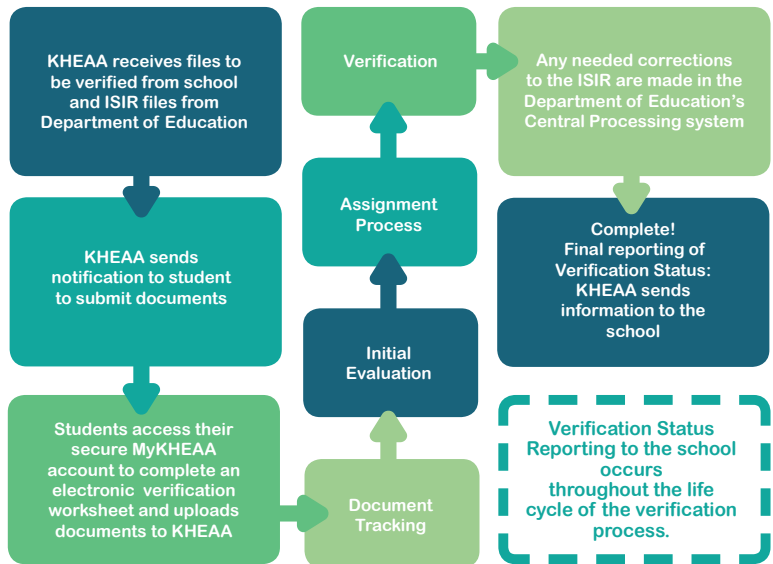 KHEAA receives files to
be verified from school
and ISIR files from
Department of Education
KHEAA sends
notification to student
to submit documents
Students access their
secure MyKHEAA
account to complete an
electronic verification
worksheet and uploads
documents to KHEAA
Document
Tracking
Initial
Evaluation
Assignment
Process
Verification
Any needed corrections
to the ISIR are made in the
Department of Education's
Central Processing system
Complete!
Final reporting of
Verification Status:
KHEAA sends
information to the
school
Verification Status
Reporting to the school
occurs
throughout the life
cycle of the verification
process.